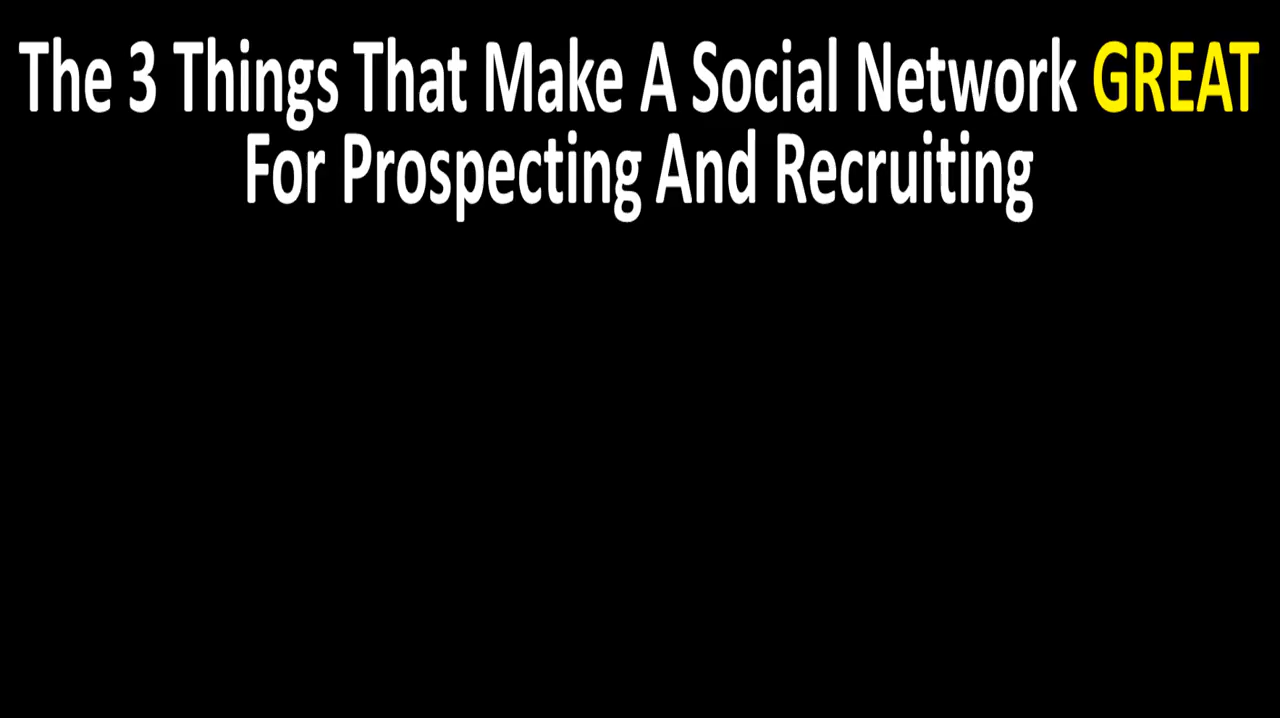 The 3 Things That Make A Social Network GREAT
For Prospecting And Recruiting